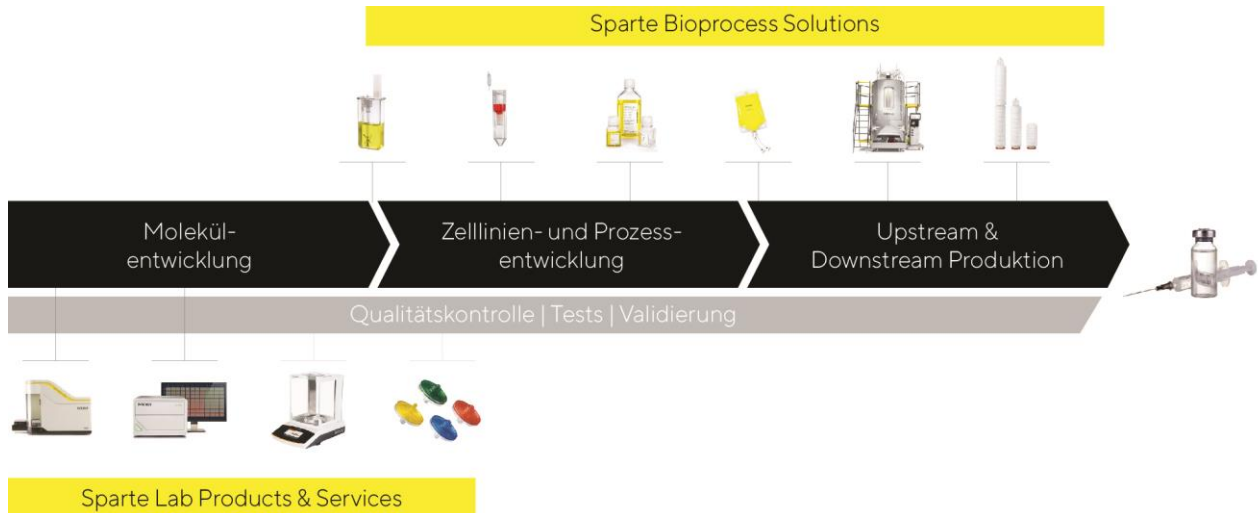 Sparte Bioprocess Solutions
Molekül-
entwicklung
Zelllinien- und Prozess-
entwicklung
Upstream &
Downstream Produktion
Qualitätskontrolle | Tests | Validierung
Sparte Lab Products & Services